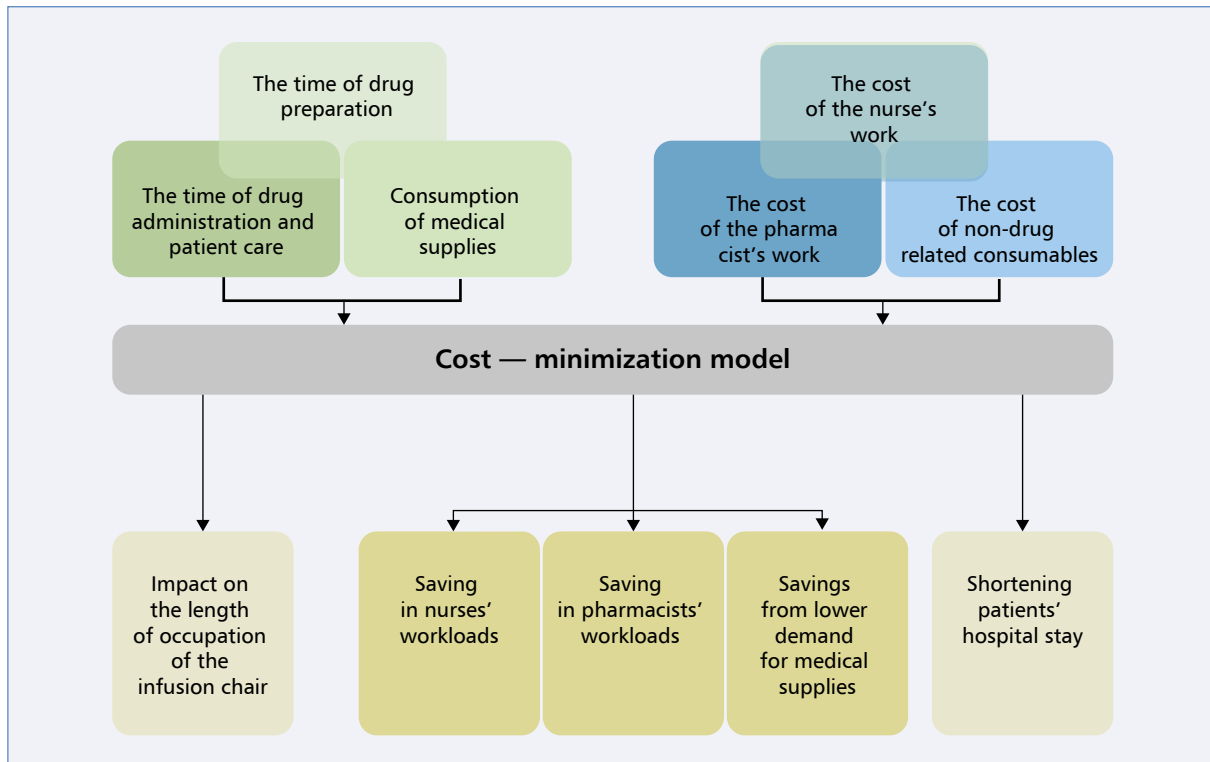 The time of drug
preparation
The time of drug
administration and
patient care
Consumption
of medical
supplies
The cost
of the nurse‘s
work
The cost
of the pharma
cist‘s work
The cost
of non-drug
related consumables
Cost — minimization model
Impact on
the length
of occupation
of the
infusion chair
Saving
in nurses‘
workloads
Saving
in pharmacists‘
workloads
Savings
from lower
demand
for medical
supplies
Shortening
patients‘
hospital stay